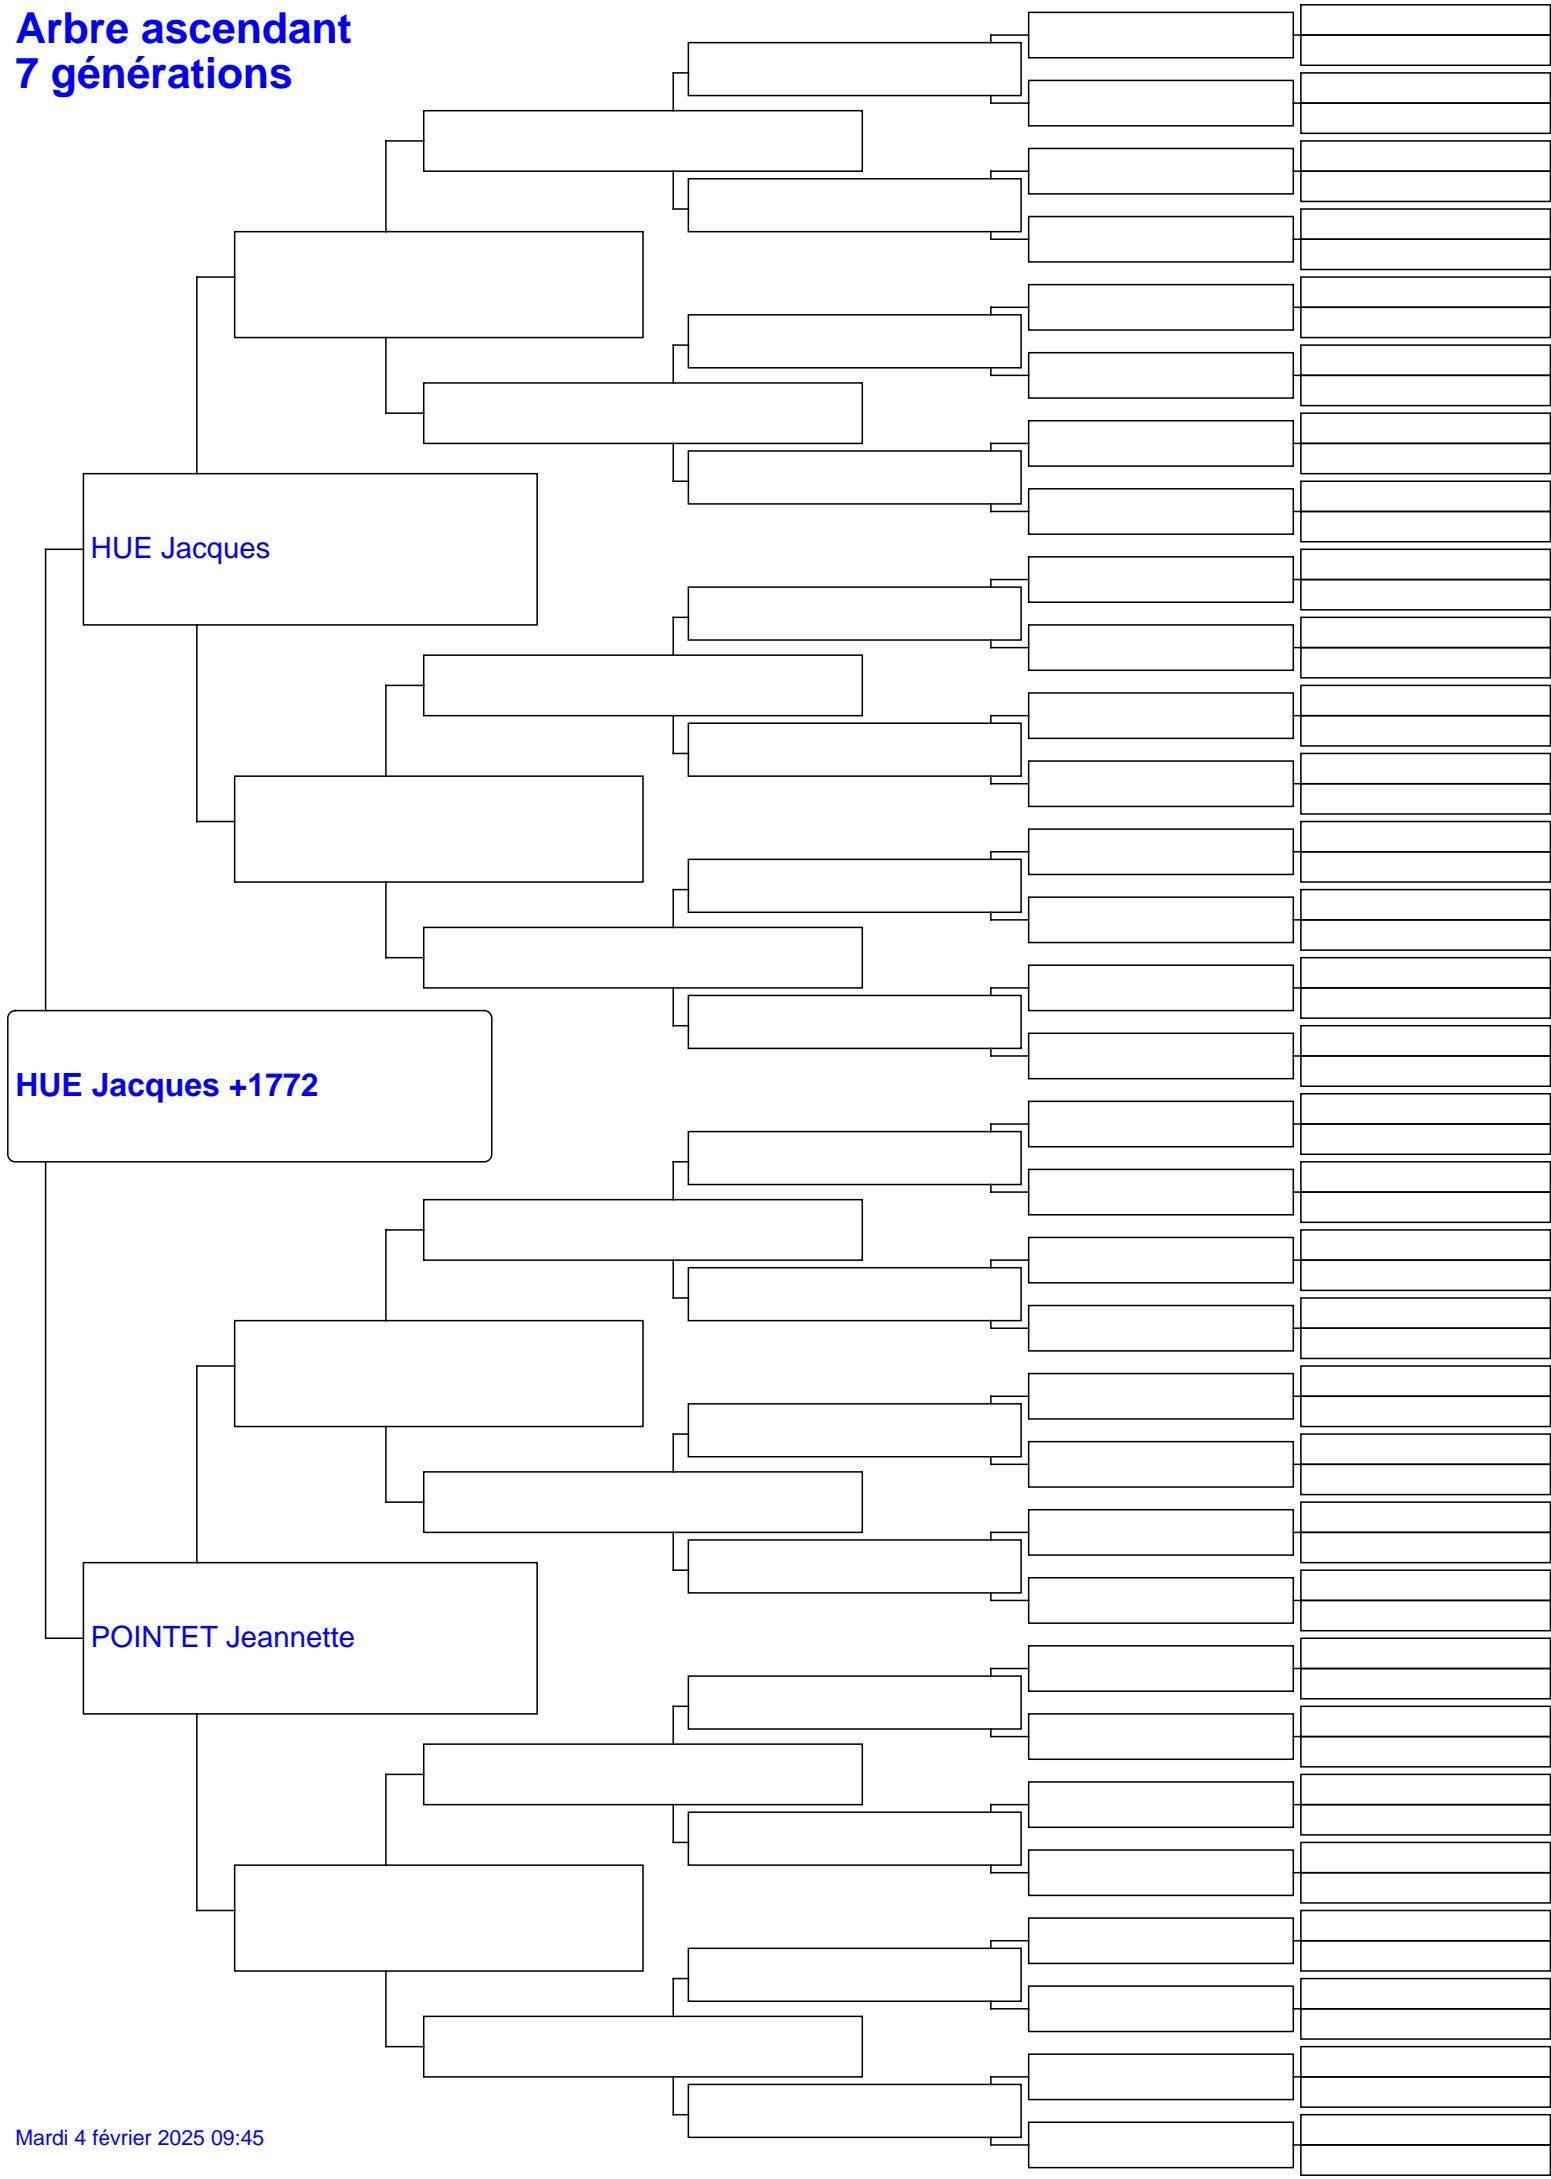 Arbre ascendant
7 générations
HUE Jacques
HUE Jacques +1772
POINTET Jeannette
Mardi 4 février 2025 09:45